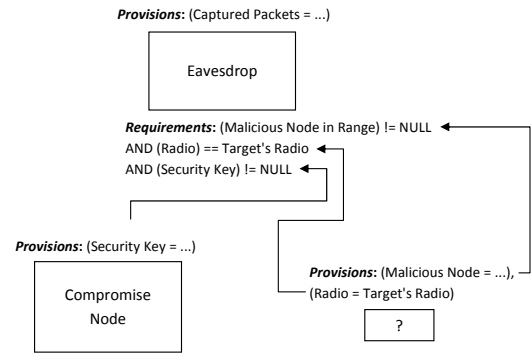 Provisions: (Captured Packets = ...)
Eavesdrop
Requirements: (Malicious Node in Range) != NULL
AND (Radio) == Target's Radio
AND (Security Key) != NULL
Provisions: (Security Key = ...)
Compromise
Node
Provisions: (Malicious Node = ...),
(Radio = Target's Radio)
?